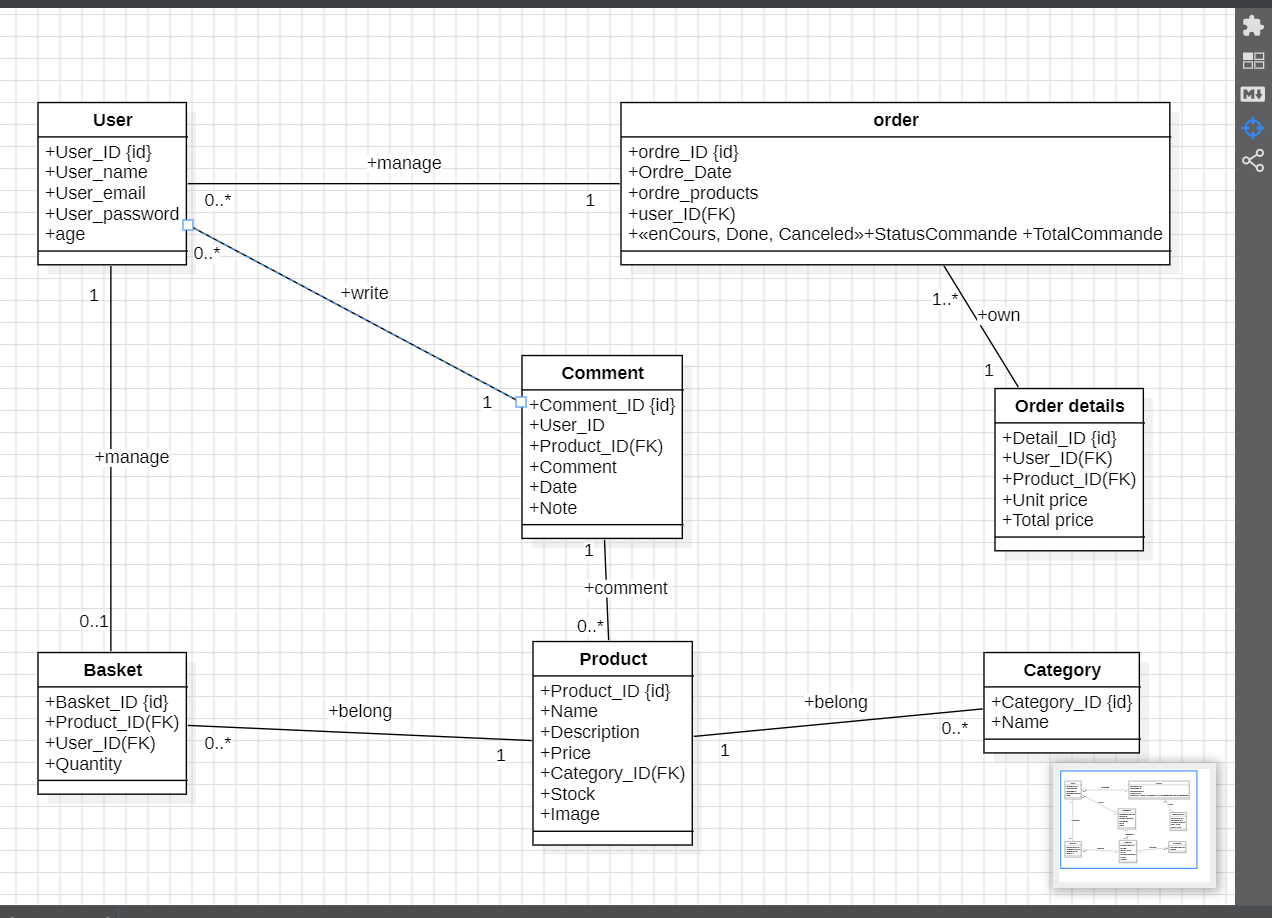 User
+User_ID {id}
+User_name
+User_email
+User_password
+age
order
+ordre_ID {id}
+Ordre_Date
+ordre_products
+user_ID(FK)
+«enCours, Done, Canceled»+StatusCommande +TotalCommande
+manage
0..*
1
0..*
+write
1
1
+manage
0..1
1..*
+own
1
Comment
+Comment_ID {id}
+User_ID
+Product_ID(FK)
+Comment
+Date
+Note
Order details
+Detail_ID {id}
+User_ID(FK)
+Product_ID(FK)
+Unit price
+Total price
1
+comment
0..*
Basket
+Basket_ID {id}
+Product_ID(FK)
+User_ID(FK)
+Quantity
+belong
0..*
1
Product
+Product_ID {id}
+Name
+Description
+Price
+Category_ID(FK)
+Stock
+Image
+belong
1
0..*
Category
+Category_ID {id}
+Name
M